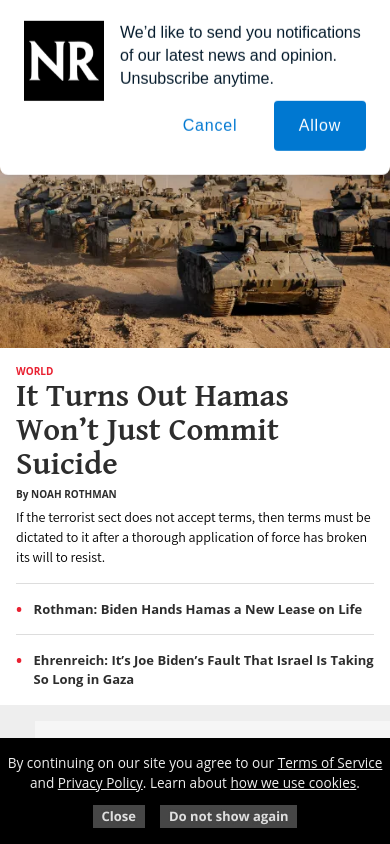 NR
We’d like to send you notifications
of our latest news and opinion.
Unsubscribe anytime.
Cancel
Allow
WORLD
It Turns Out Hamas
Won’t Just Commit
Suicide
By NOAH ROTHMAN
If the terrorist sect does not accept terms, then terms must be
dictated to it after a thorough application of force has broken
its will to resist.
• Rothman: Biden Hands Hamas a New Lease on Life
• Ehrenreich: It’s Joe Biden’s Fault That Israel Is Taking
So Long in Gaza
By continuing on our site you agree to our Terms of Service
and Privacy Policy. Learn about how we use cookies.
Close
Do not show again